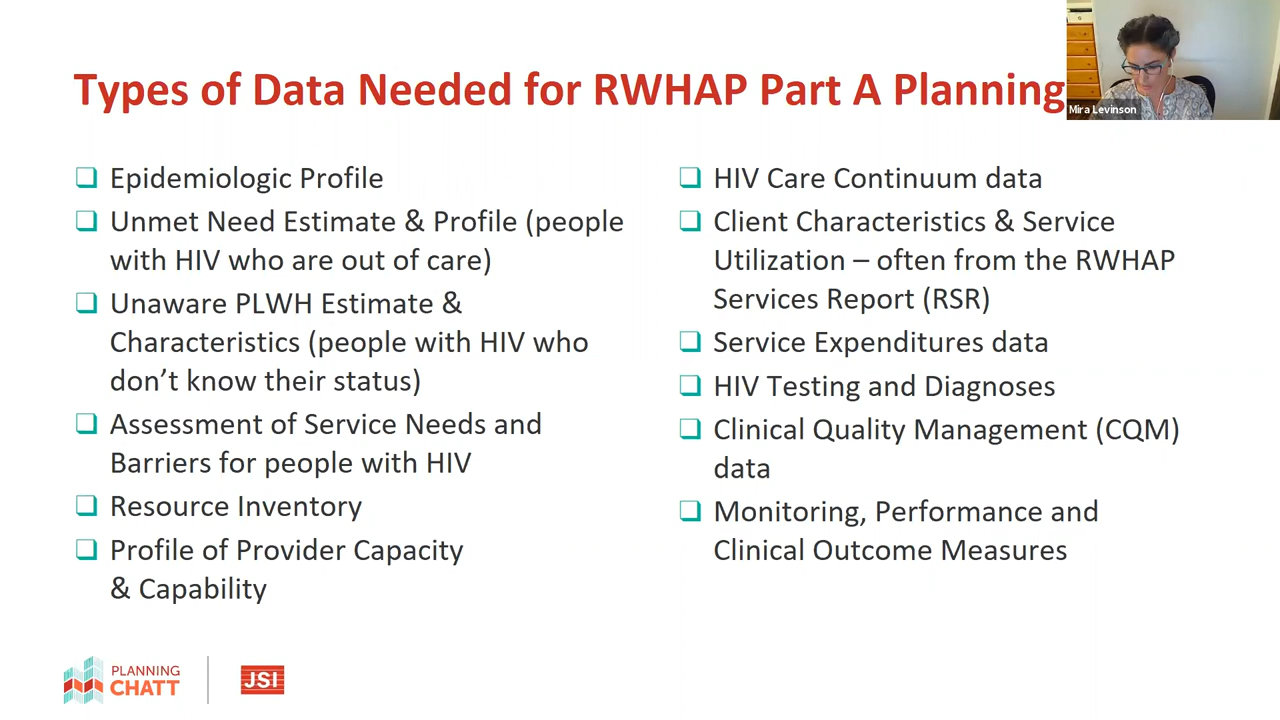 Types of Data Needed for RWHAP Part A Planning
Mira Levinson
❑ Epidemiologic Profile
❑ Unmet Need Estimate & Profile (people
with HIV who are out of care)
❑ Unaware PLWH Estimate &
Characteristics (people with HIV who
don’t know their status)
❑ Assessment of Service Needs and
Barriers for people with HIV
❑ Resource Inventory
❑ Profile of Provider Capacity
& Capability
❑ HIV Care Continuum data
❑ Client Characteristics & Service
Utilization – often from the RWHAP
Services Report (RSR)
❑ Service Expenditures data
❑ HIV Testing and Diagnoses
❑ Clinical Quality Management (CQM)
data
❑ Monitoring, Performance and
Clinical Outcome Measures
PLANNING
CHATT
JSI